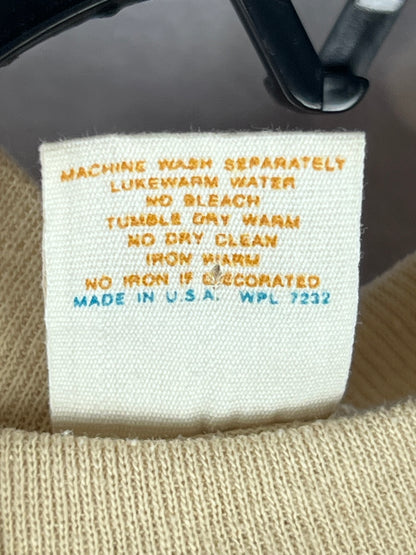 MACHINE WASH SEPARATELY
LUKEWARM WATER
NO BLEACH
TUMBLE DRY WARM
NO DRY CLEAN
IRON WARM
NO IRON IF DECORATED
MADE IN U.S.A. WPL 7232